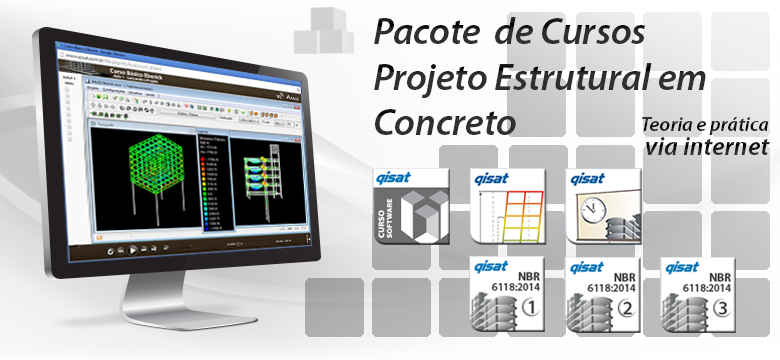 Pacote de Cursos
Projeto Estrutural em
Concreto
Teoria e prática
via internet
Curso Básico Eberick
qisat
CURSO
SOFTWARE
qisat
qisat
qisat
NBR
6118:2014
1
qisat
NBR
6118:2014
2
qisat
NBR
6118:2014
3